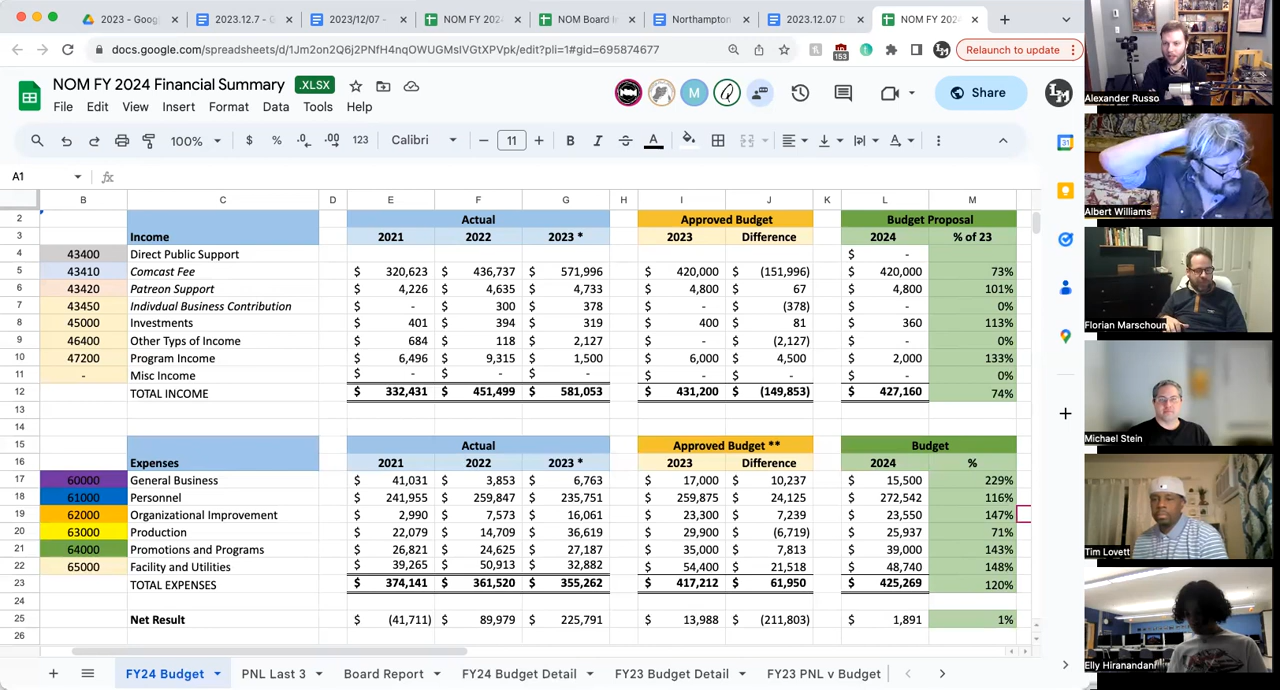 2023 - Goog
2023.12.7 - G
2023/12/07 -
NOM FY 202
NOM Board I
Northampton
2023.12.07 D
NOM FY 202
docs.google.com/spreadsheets/d/1Jm2on2Q6j2PNfH4nqOWUGMsIVGtXPVpk/edit?pli=1#gid=695874677
153
Relaunch to update
NOM FY 2024 Financial Summary .XLSX
File Edit View Insert Format Data Tools Help
M
Share
100% $ % .0 .00 123 Calibri 11 B I S A
A1 fx
B C D E F G H I J K L M
2 Actual Approved Budget Budget Proposal
3 Income 2021 2022 2023 * 2023 Difference 2024 % of 23
4 43400 Direct Public Support $ -
5 43410 Comcast Fee $ 320,623 $ 436,737 $ 571,996 $ 420,000 $ (151,996) $ 420,000 73%
6 43420 Patreon Support $ 4,226 $ 4,635 $ 4,733 $ 4,800 $ 67 $ 4,800 101%
7 43450 Indivdual Business Contribution $ - $ 300 $ 378 $ - $ (378) $ - 0%
8 45000 Investments $ 401 $ 394 $ 319 $ 400 $ 81 $ 360 113%
9 46400 Other Typs of Income $ 684 $ 118 $ 2,127 $ - $ (2,127) $ - 0%
10 47200 Program Income $ 6,496 $ 9,315 $ 1,500 $ 6,000 $ 4,500 $ 2,000 133%
11 - Misc Income $ - $ - $ - $ - $ - $ - 0%
12 TOTAL INCOME $ 332,431 $ 451,499 $ 581,053 $ 431,200 $ (149,853) $ 427,160 74%
13
14
15 Actual Approved Budget ** Budget
16 Expenses 2021 2022 2023 * 2023 Difference 2024 %
17 60000 General Business $ 41,031 $ 3,853 $ 6,763 $ 17,000 $ 10,237 $ 15,500 229%
18 61000 Personnel $ 241,955 $ 259,847 $ 235,751 $ 259,875 $ 24,125 $ 272,542 116%
19 62000 Organizational Improvement $ 2,990 $ 7,573 $ 16,061 $ 23,300 $ 7,239 $ 23,550 147%
20 63000 Production $ 22,079 $ 14,709 $ 36,619 $ 29,900 $ (6,719) $ 25,937 71%
21 64000 Promotions and Programs $ 26,821 $ 24,625 $ 27,187 $ 35,000 $ 7,813 $ 39,000 143%
22 65000 Facility and Utilities $ 39,265 $ 50,913 $ 32,882 $ 54,400 $ 21,518 $ 48,740 148%
23 TOTAL EXPENSES $ 374,141 $ 361,520 $ 355,262 $ 417,212 $ 61,950 $ 425,269 120%
24
25 Net Result $ (41,711) $ 89,979 $ 225,791 $ 13,988 $ (211,803) $ 1,891 1%
26
FY24 Budget PNL Last 3 Board Report FY24 Budget Detail FY23 Budget Detail FY23 PNL v Budget
Alexander Russo
Albert Williams
Florian Marschoun
Michael Stein
Tim Lovett
Elly Hiranandani